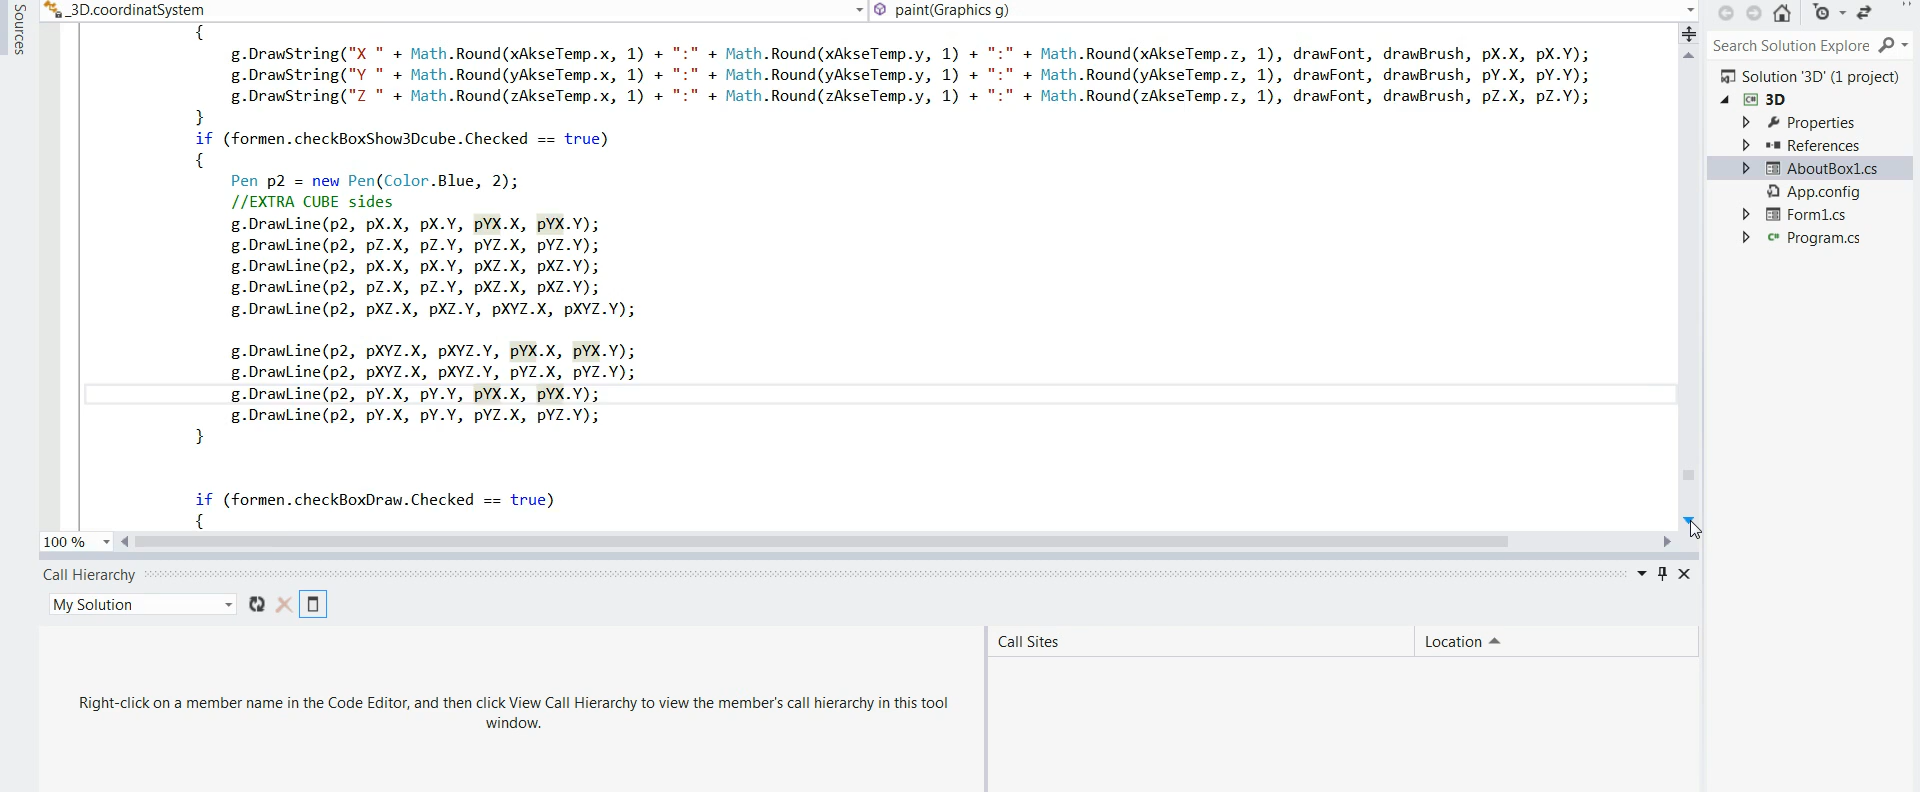 Sources
_3D.coordinatSystem
paint(Graphics g)
{
g.DrawString("X " + Math.Round(xAkseTemp.x, 1) + ":" + Math.Round(xAkseTemp.y, 1) + ":" + Math.Round(xAkseTemp.z, 1), drawFont, drawBrush, pX.X, pX.Y);
g.DrawString("Y " + Math.Round(yAkseTemp.x, 1) + ":" + Math.Round(yAkseTemp.y, 1) + ":" + Math.Round(yAkseTemp.z, 1), drawFont, drawBrush, pY.X, pY.Y);
g.DrawString("Z " + Math.Round(zAkseTemp.x, 1) + ":" + Math.Round(zAkseTemp.y, 1) + ":" + Math.Round(zAkseTemp.z, 1), drawFont, drawBrush, pZ.X, pZ.Y);
}
if (formen.checkBoxShow3Dcube.Checked == true)
{
Pen p2 = new Pen(Color.Blue, 2);
//EXTRA CUBE sides
g.DrawLine(p2, pX.X, pX.Y, pYX.X, pYX.Y);
g.DrawLine(p2, pZ.X, pZ.Y, pYZ.X, pYZ.Y);
g.DrawLine(p2, pX.X, pX.Y, pXZ.X, pXZ.Y);
g.DrawLine(p2, pZ.X, pZ.Y, pXZ.X, pXZ.Y);
g.DrawLine(p2, pXZ.X, pXZ.Y, pXYZ.X, pXYZ.Y);
g.DrawLine(p2, pXYZ.X, pXYZ.Y, pYX.X, pYX.Y);
g.DrawLine(p2, pXYZ.X, pXYZ.Y, pYZ.X, pYZ.Y);
g.DrawLine(p2, pY.X, pY.Y, pYX.X, pYX.Y);
g.DrawLine(p2, pY.X, pY.Y, pYZ.X, pYZ.Y);
}
if (formen.checkBoxDraw.Checked == true)
{
100 %
Call Hierarchy
My Solution
Call Sites
Location
Right-click on a member name in the Code Editor, and then click View Call Hierarchy to view the member's call hierarchy in this tool
window.
Search Solution Explore
Solution '3D' (1 project)
C# 3D
Properties
References
AboutBox1.cs
App.config
Form1.cs
C# Program.cs